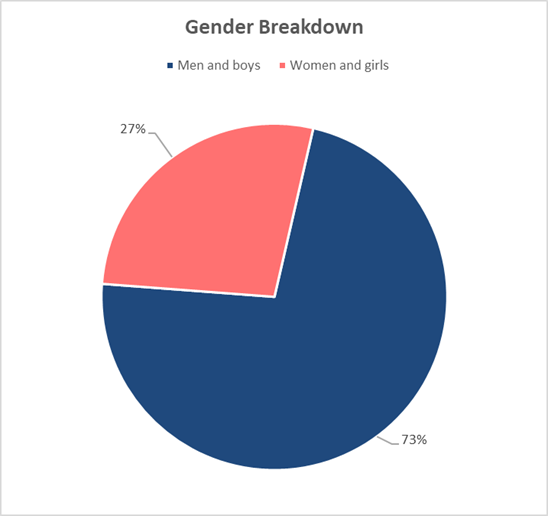 Gender Breakdown
Men and boys Women and girls
27%
73%